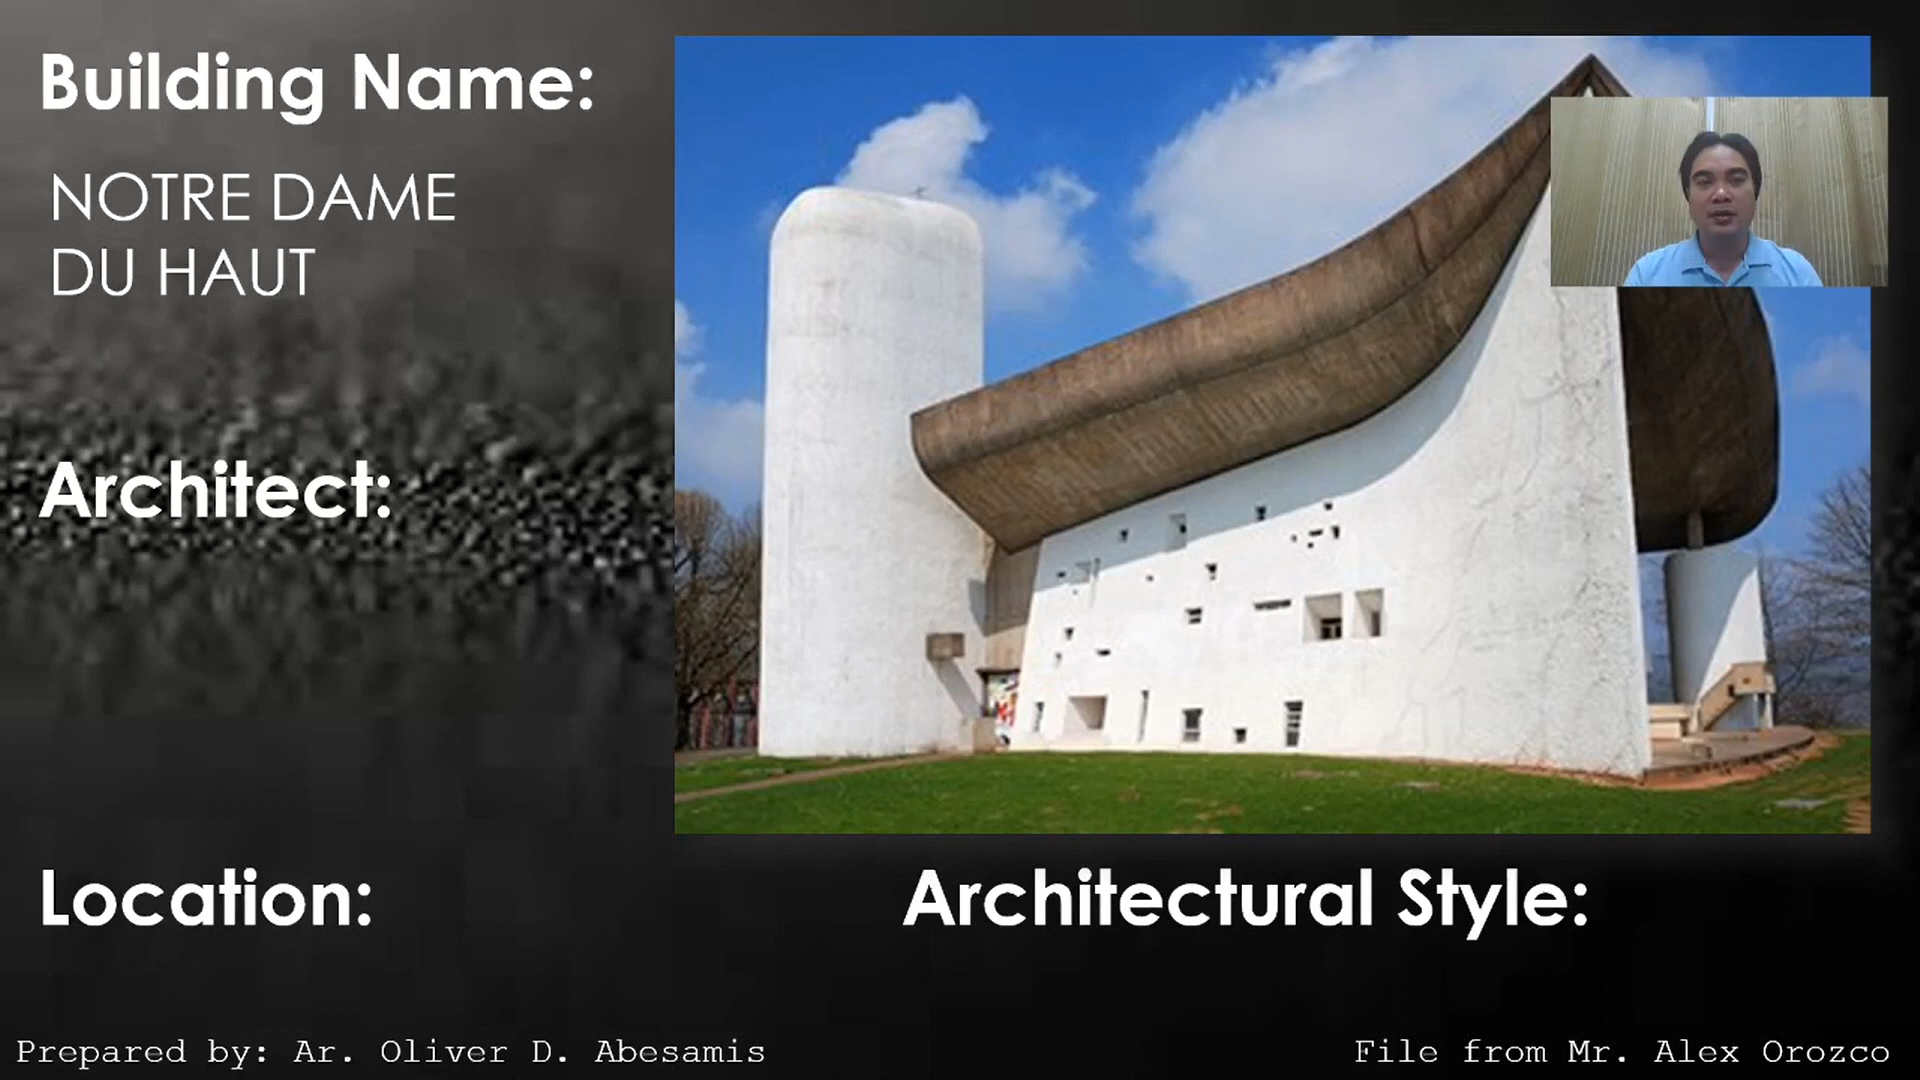 Building Name:
NOTRE DAME
DU HAUT
Architect:
Location:
Architectural Style:
Prepared by: Ar. Oliver D. Abesamis
File from Mr. Alex Orozco